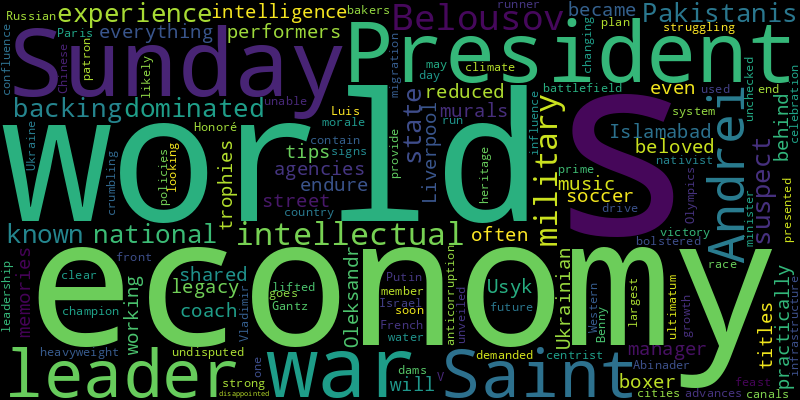 Russian experience intelligence bakers runner became Pakistanis
confluence Paris everything performers Belousov plan struggling
Sunday President changing
Chinese patron likely migration may day climate battlefield unchecked
backing dominated unable Luis reduced even used end celebration
world S
Honoré morale murals state Liverpool run influence system Islamabad behind
Ukraine crumbling policies looking trophies contain tips signs provide beloved
agencies endure heritage military prime nativist Andrei suspect
street country music soccer drive Olympics minister presented
known national intellectual often victory bolstered
leadership memories front shared Oleksandr anticorruption race
economy
clear legacy lifted Putin member Usyk Ukrainian Western largest ultimatum growth practically infrastructure
champion working coach Vladimir goes Gantz Israel soon French water unveiled future Benny titles
heavyweight undisputed one demanded centrist manager Abinader
leader war Saint
strong disappointed dams will V boxer cities advances feast canals